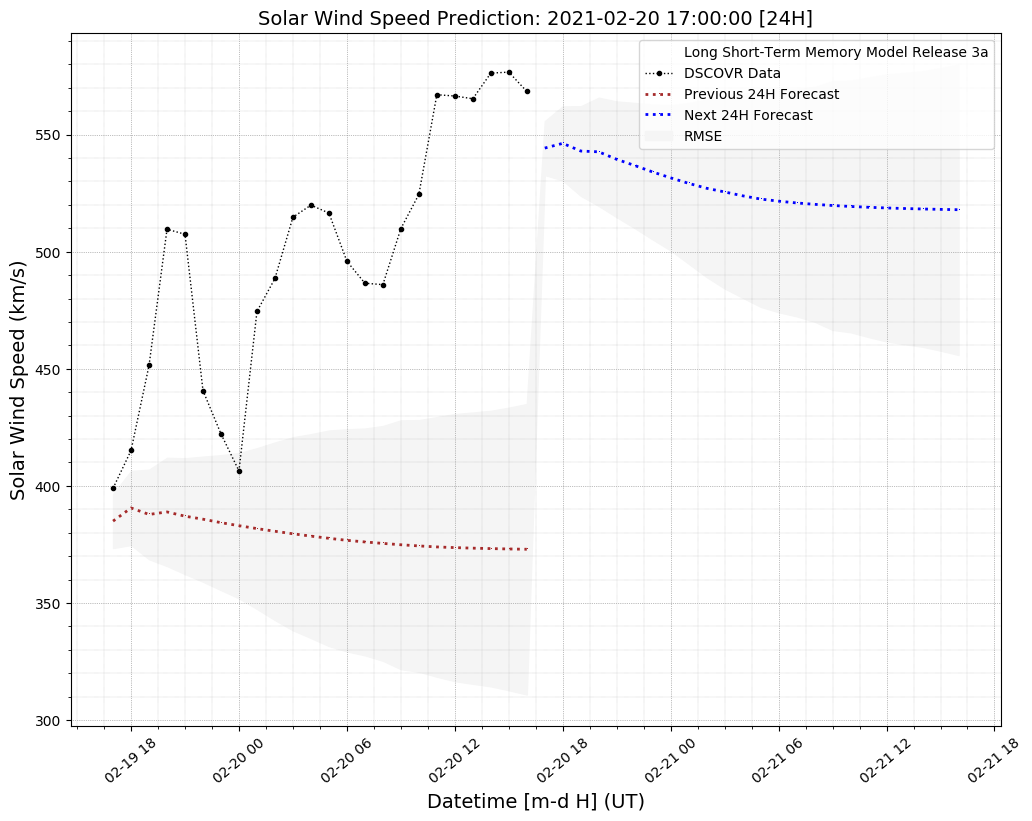 Solar Wind Speed Prediction: 2021-02-20 17:00:00 [24H]
Long Short-Term Memory Model Release 3a
DSCOVR Data
Previous 24H Forecast
Next 24H Forecast
RMSE
Solar Wind Speed (km/s)
550
500
450
400
350
300
02-19 18
02-20 00
02-20 06
02-20 12
02-20 18
02-21 00
02-21 06
02-21 12
02-21 18
Datetime [m-d H] (UT)